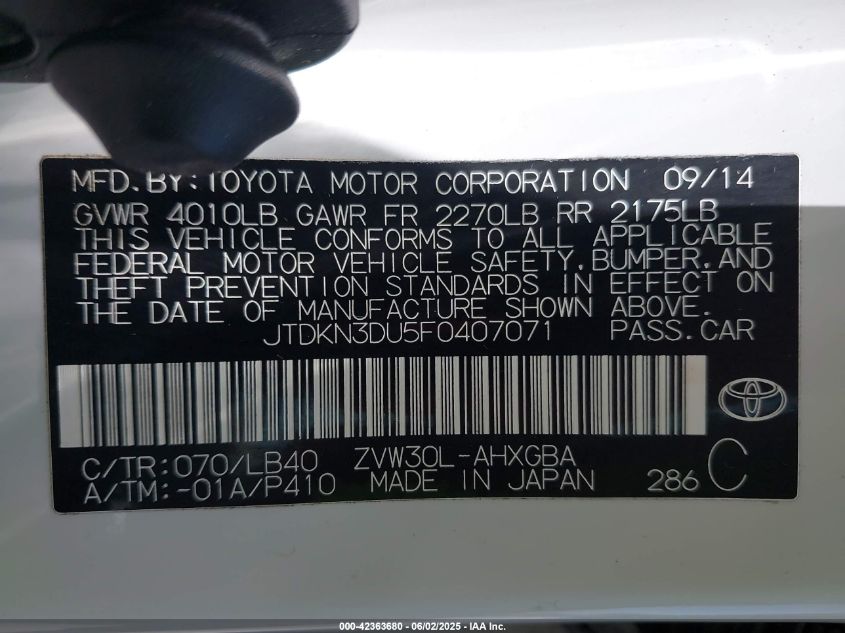 MFD. BY: TOYOTA MOTOR CORPORATION 09/14
GVWR 4010LB GAWR FR 2270LB RR 2175LB
THIS VEHICLE CONFORMS TO ALL APPLICABLE
FEDERAL MOTOR VEHICLE SAFETY, BUMPER, AND
THEFT PREVENTION STANDARDS IN EFFECT ON
THE DATE OF MANUFACTURE SHOWN ABOVE.
JTDKN3DU5F0407071 PASS. CAR
C/TR: 070/LB40 ZVW30L-AHXGBA
A/TM: -01A/P410 MADE IN JAPAN 286 C
000-42363680 - 06/02/2025 - IAA Inc.